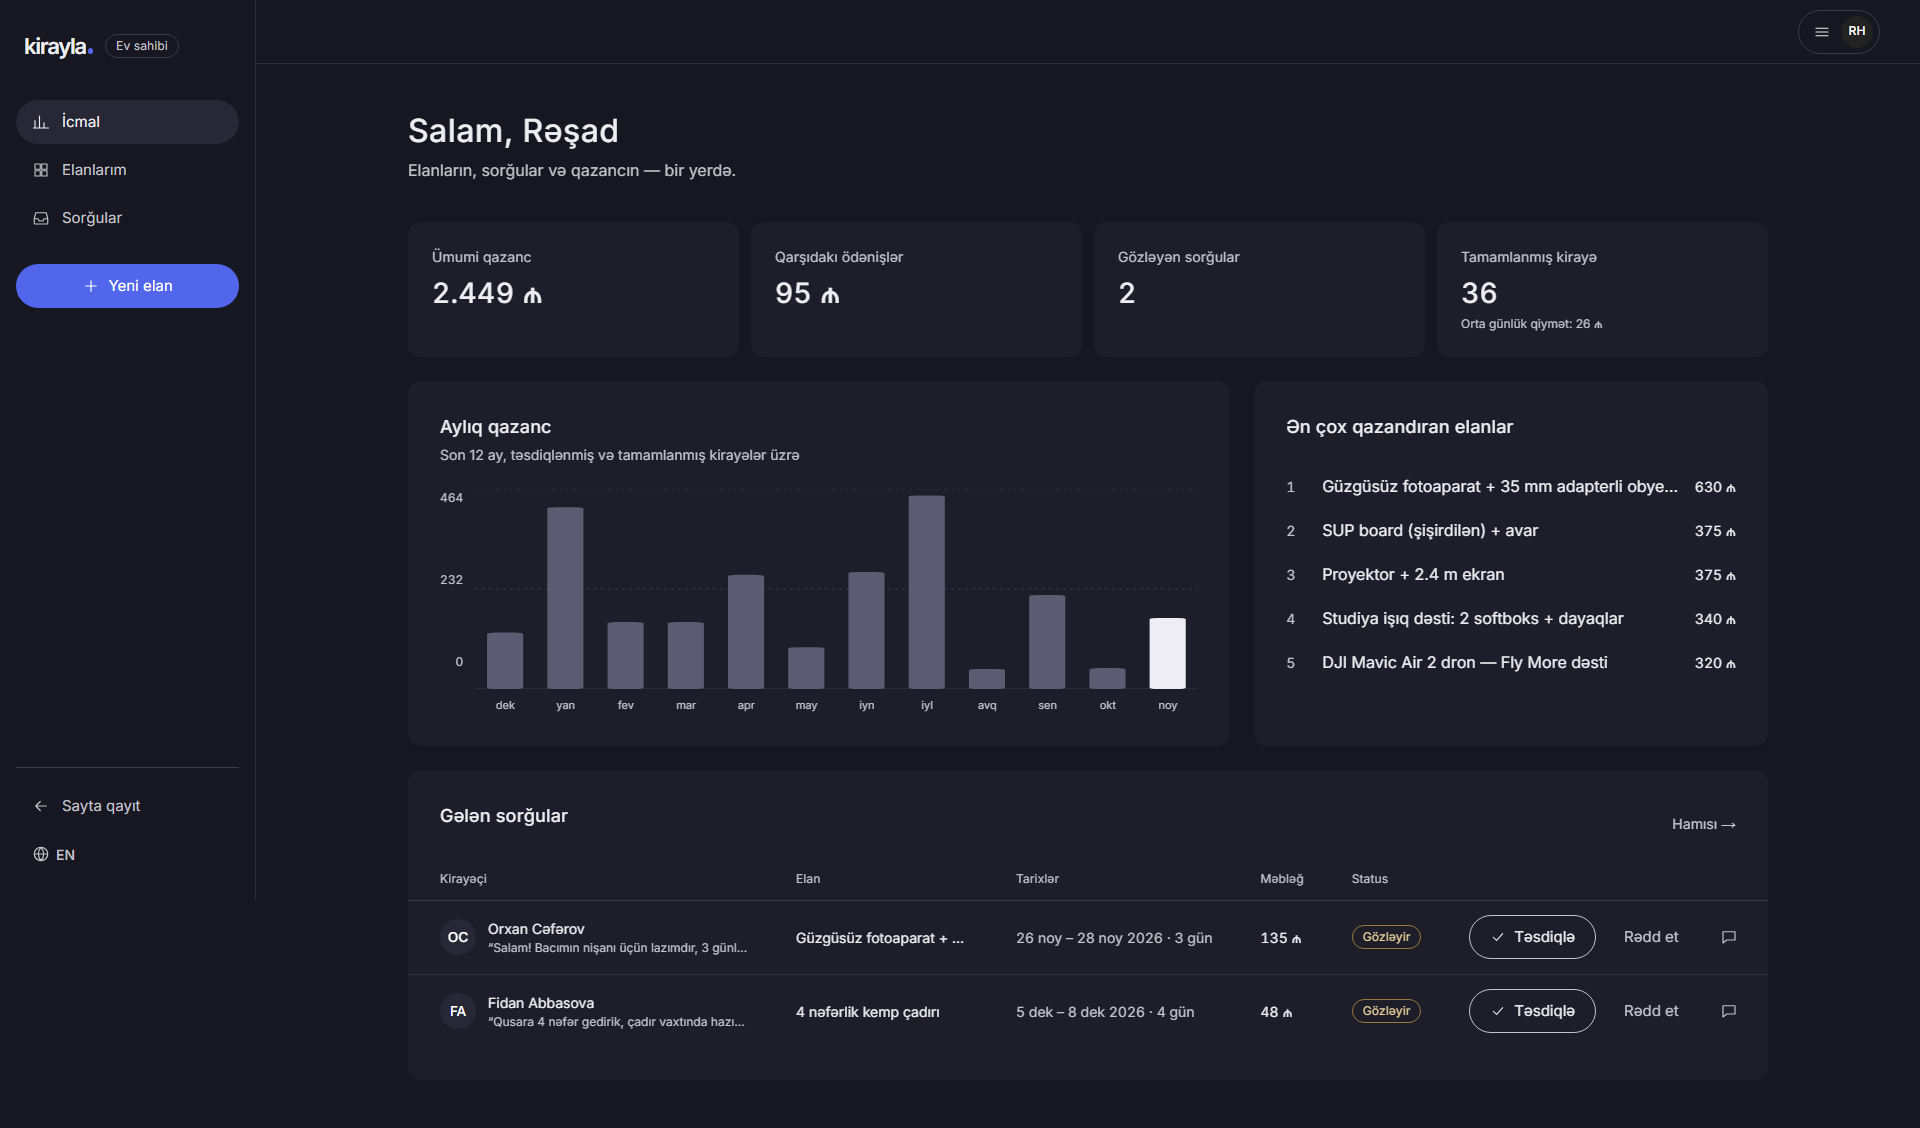 kirayla.
Ev sahibi
RH
İcmal
Elanlarım
Sorğular
Yeni elan
Sayta qayıt
EN
Salam, Rəşad
Elanların, sorğular və qazancın — bir yerdə.
Ümumi qazanc
2.449 ₼
Qarşıdakı ödənişlər
95 ₼
Gözləyən sorğular
2
Tamamlanmış kirayə
36
Orta günlük qiymət: 26 ₼
Aylıq qazanc
Son 12 ay, təsdiqlənmiş və tamamlanmış kirayələr üzrə
464
232
0
dek yan fev mar apr may iyn iyl avq sen okt noy
Ən çox qazandıran elanlar
1 Güzgüsüz fotoaparat + 35 mm adapterli obye... 630 ₼
2 SUP board (şişirdilən) + avar 375 ₼
3 Proyektor + 2.4 m ekran 375 ₼
4 Studiya işıq dəsti: 2 softboks + dayaqlar 340 ₼
5 DJI Mavic Air 2 dron — Fly More dəsti 320 ₼
Gələn sorğular
Hamısı →
Kirayəçi Elan Tarixlər Məbləğ Status
OC Orxan Cəfərov
“Salam! Bacımın nişanı üçün lazımdır, 3 günl...
Güzgüsüz fotoaparat + ... 26 noy – 28 noy 2026 · 3 gün 135 ₼ Gözləyir Təsdiqlə Rədd et
FA Fidan Abbasova
“Qusara 4 nəfər gedirik, çadır vaxtında hazı...
4 nəfərlik kemp çadırı 5 dek – 8 dek 2026 · 4 gün 48 ₼ Gözləyir Təsdiqlə Rədd et